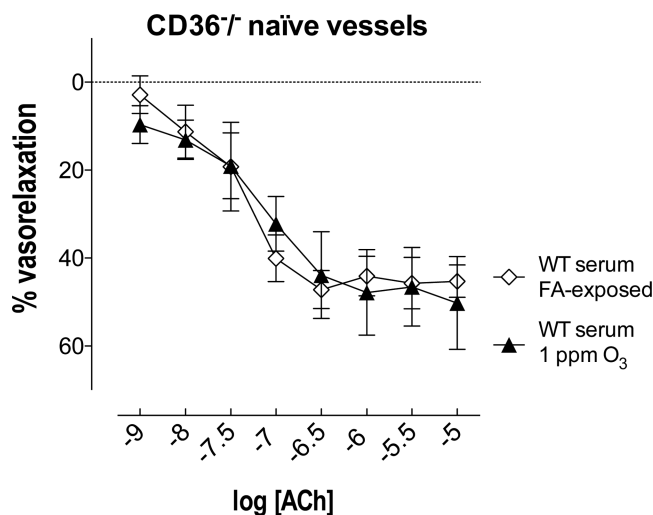 CD36⁻/⁻ naïve vessels
% vasorelaxation
0
20
40
60
-9
-8
-7.5
-7
-6.5
-6
-5.5
-5
log [ACh]
WT serum
FA-exposed
WT serum
1 ppm O₃